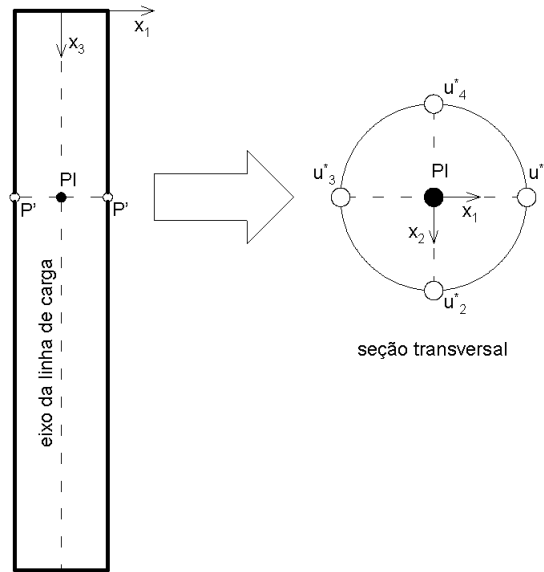 x1
x3
PI
P'
P'
eixo da linha de carga
u*4
u*3
PI
u*
x1
x2
u*2
seção transversal